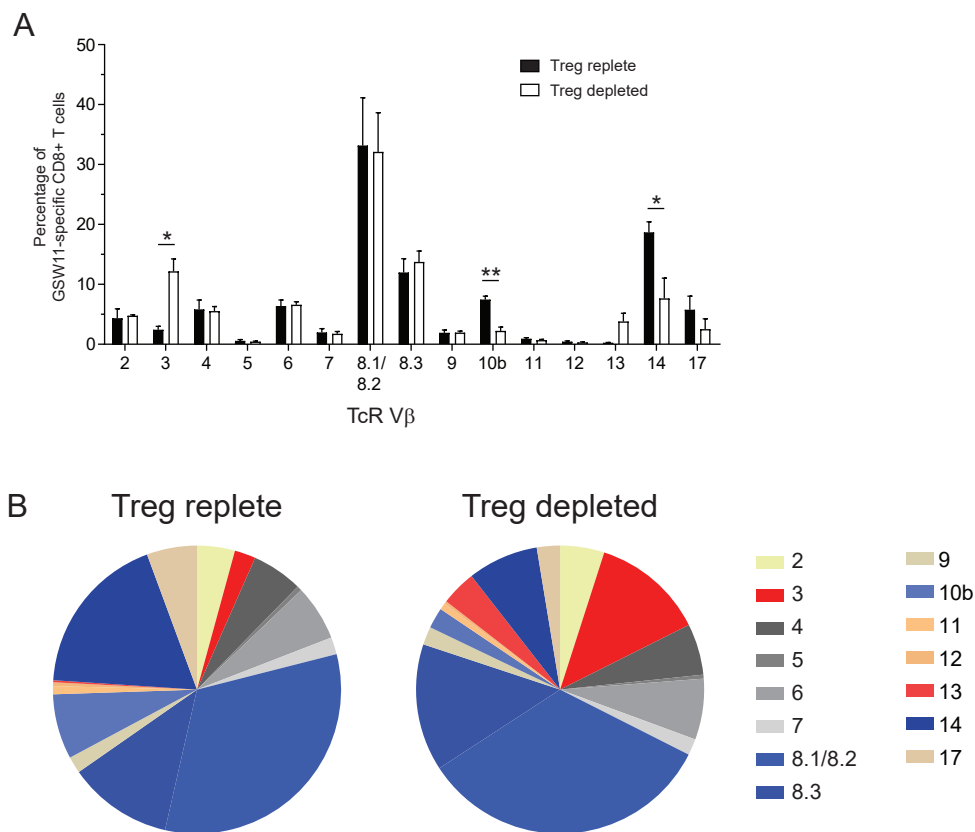 A
Percentage of
GSW11-specific CD8+ T cells
50
40
30
20
10
0
Treg replete
Treg depleted
*
**
*
2 3 4 5 6 7 8.1/ 8.3 9 10b 11 12 13 14 17
8.2
TcR Vβ
B
Treg replete Treg depleted
2 9
3 10b
4 11
5 12
6 13
7 14
8.1/8.2 17
8.3